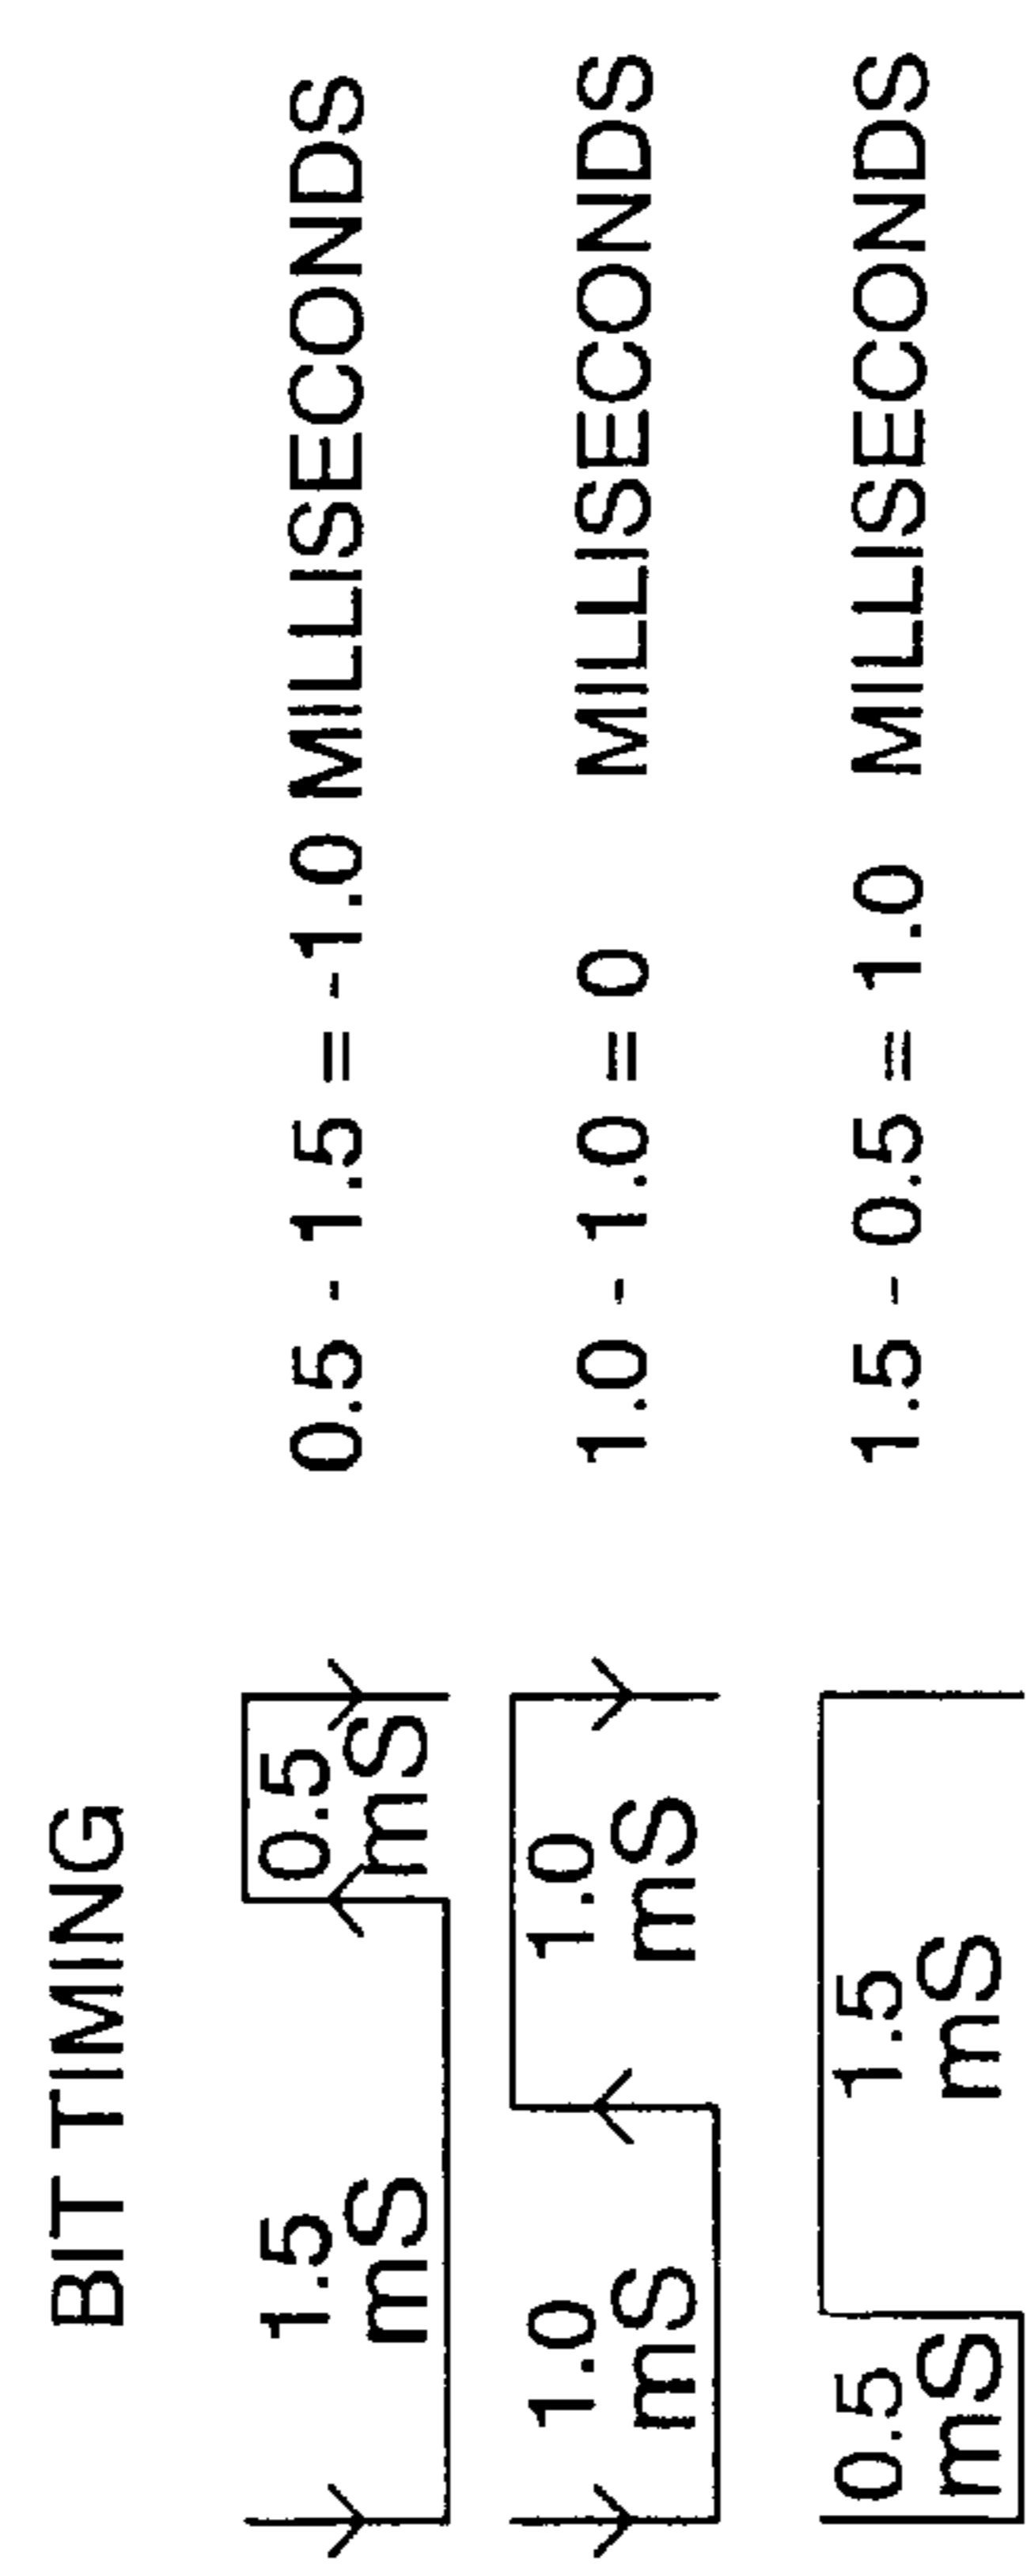 BIT TIMING
1.5 0.5
mS mS
0.5 - 1.5 = -1.0 MILLISECONDS
1.0 1.0
mS mS
1.0 - 1.0 = 0 MILLISECONDS
0.5 1.5
mS mS
1.5 - 0.5 = 1.0 MILLISECONDS